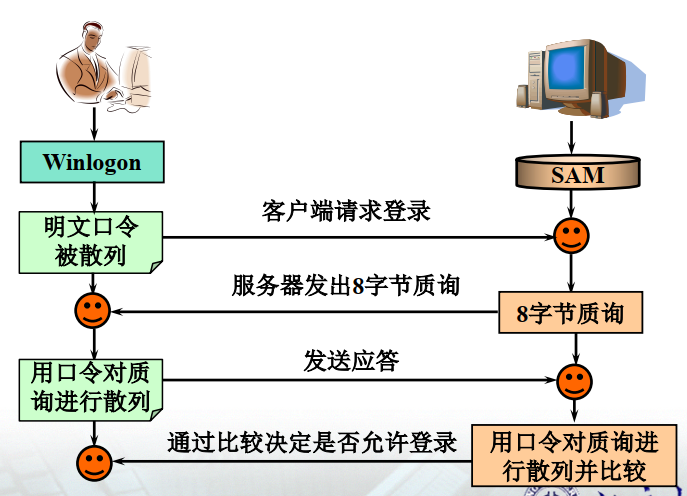 Winlogon
SAM
客户端请求登录
明文口令
被散列
服务器发出8字节质询
8字节质询
发送应答
用口令对质
询进行散列
通过比较决定是否允许登录
用口令对质询进
行散列并比较